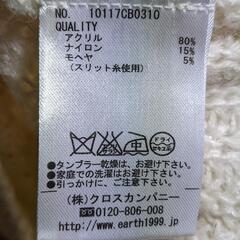 NO. 10117CB0310
QUALITY
アクリル 80%
ナイロン 15%
モヘヤ 5%
(スリット糸使用)
ドライ
●タンブラー乾燥は、お避け下さい。
●家庭での洗濯はお避け下さい。
●引っかけに、ご注意下さい。
(株)クロスカンパニー
0120-806-008
http://www.earth1999.jp